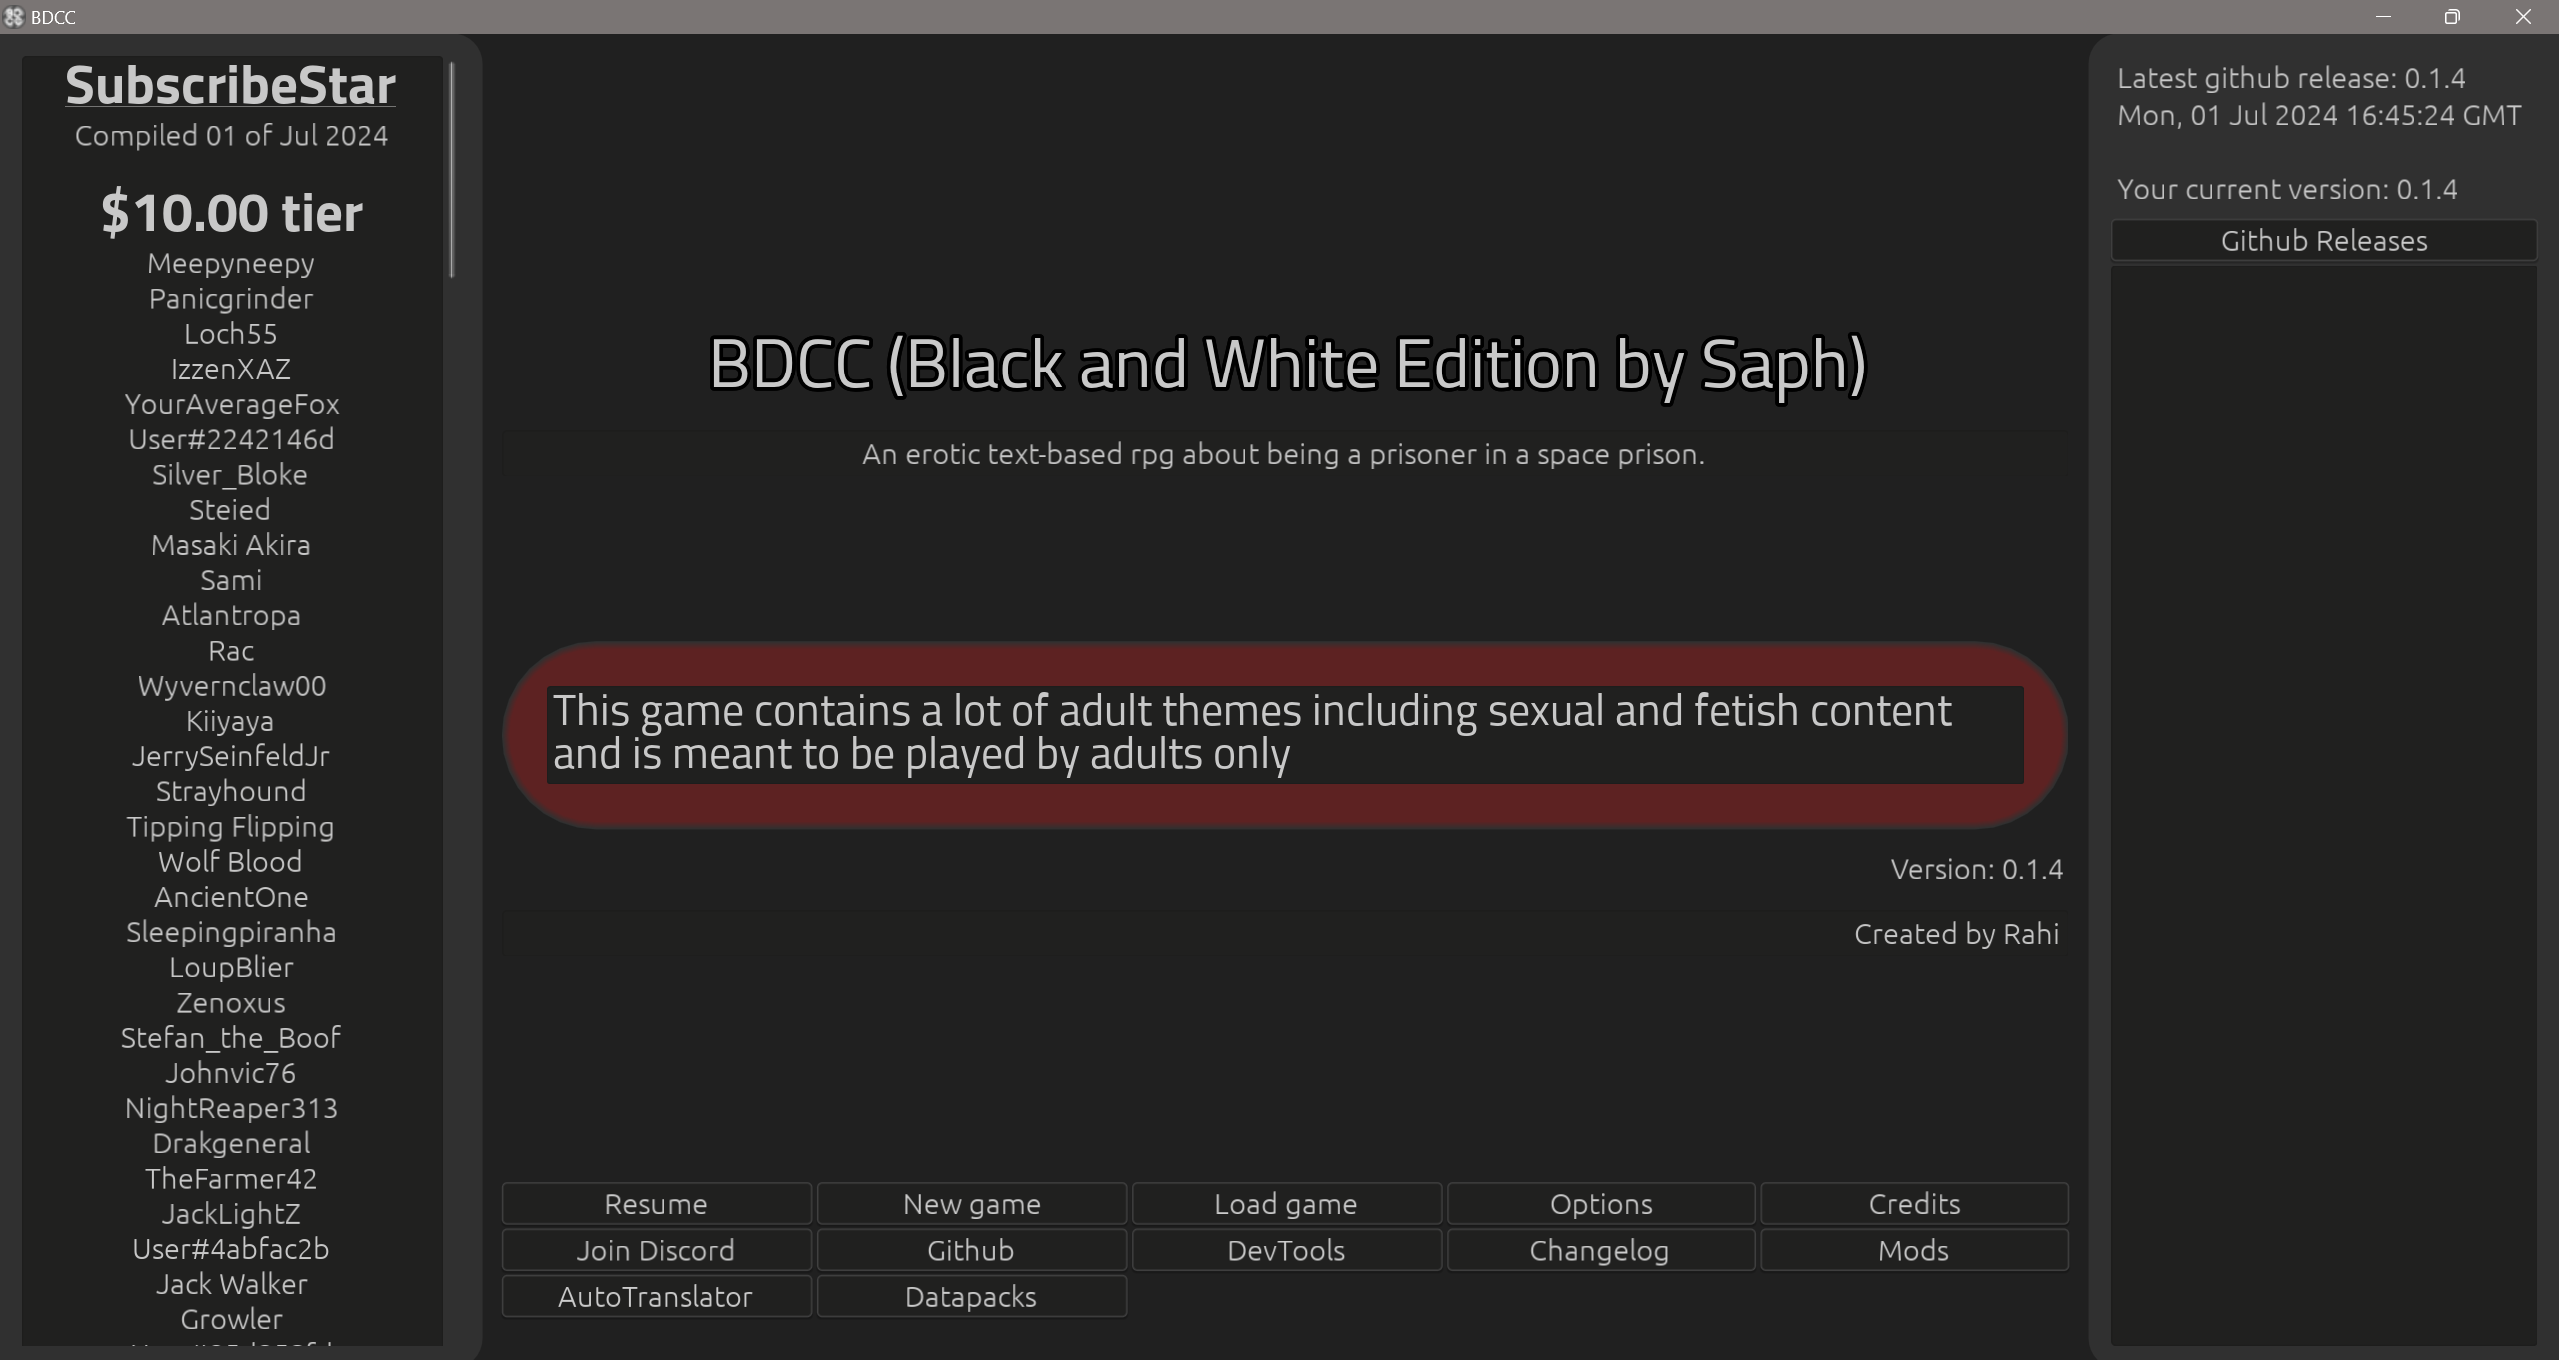 BDCC
SubscribeStar
Compiled 01 of Jul 2024
$10.00 tier
Meepyneepy
Panicgrinder
Loch55
IzzenXAZ
YourAverageFox
User#2242146d
Silver_Bloke
Steied
Masaki Akira
Sami
Atlantropa
Rac
Wyvernclaw00
Kiiyaya
JerrySeinfeldJr
Strayhound
Tipping Flipping
Wolf Blood
AncientOne
Sleepingpiranha
LoupBlier
Zenoxus
Stefan_the_Boof
Johnvic76
NightReaper313
Drakgeneral
TheFarmer42
JackLightZ
User#4abfac2b
Jack Walker
Growler
BDCC (Black and White Edition by Saph)
An erotic text-based rpg about being a prisoner in a space prison.
This game contains a lot of adult themes including sexual and fetish content
and is meant to be played by adults only
Version: 0.1.4
Created by Rahi
Resume New game Load game Options Credits
Join Discord Github DevTools Changelog Mods
AutoTranslator Datapacks
Latest github release: 0.1.4
Mon, 01 Jul 2024 16:45:24 GMT
Your current version: 0.1.4
Github Releases